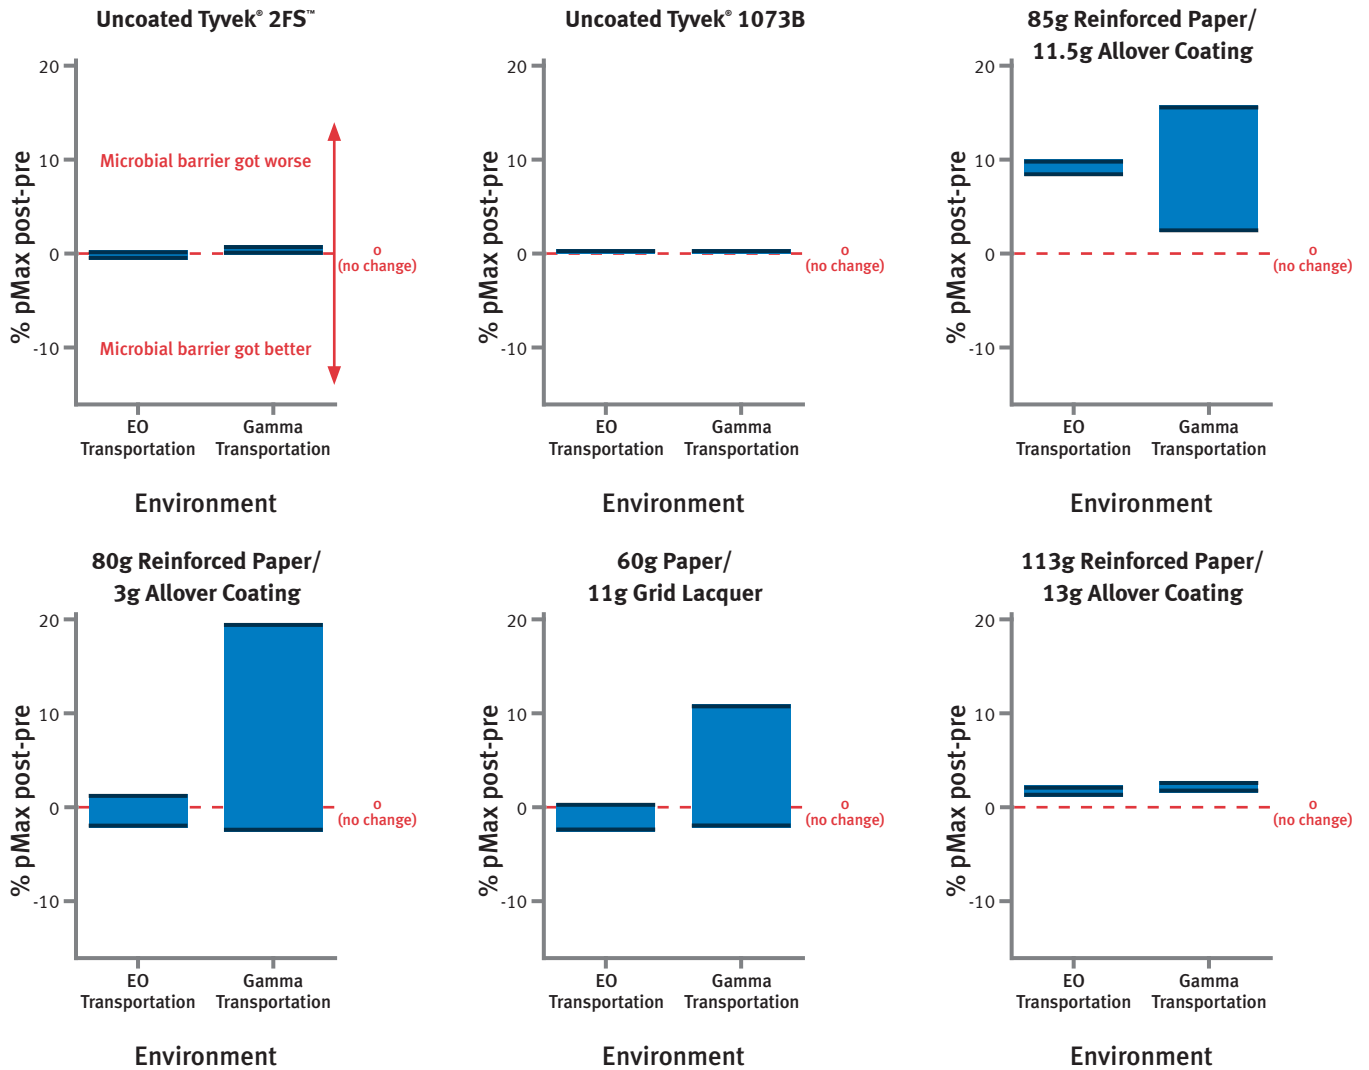 Uncoated Tyvek® 2FS™
% pMax post-pre
20
10
0
-10
Microbial barrier got worse
Microbial barrier got better
o
(no change)
EO
Transportation
Gamma
Transportation
Environment
Uncoated Tyvek® 1073B
% pMax post-pre
20
10
0
-10
o
(no change)
EO
Transportation
Gamma
Transportation
Environment
85g Reinforced Paper/
11.5g Allover Coating
% pMax post-pre
20
10
0
-10
o
(no change)
EO
Transportation
Gamma
Transportation
Environment
80g Reinforced Paper/
3g Allover Coating
% pMax post-pre
20
10
0
-10
o
(no change)
EO
Transportation
Gamma
Transportation
Environment
60g Paper/
11g Grid Lacquer
% pMax post-pre
20
10
0
-10
o
(no change)
EO
Transportation
Gamma
Transportation
Environment
113g Reinforced Paper/
13g Allover Coating
% pMax post-pre
20
10
0
-10
o
(no change)
EO
Transportation
Gamma
Transportation
Environment